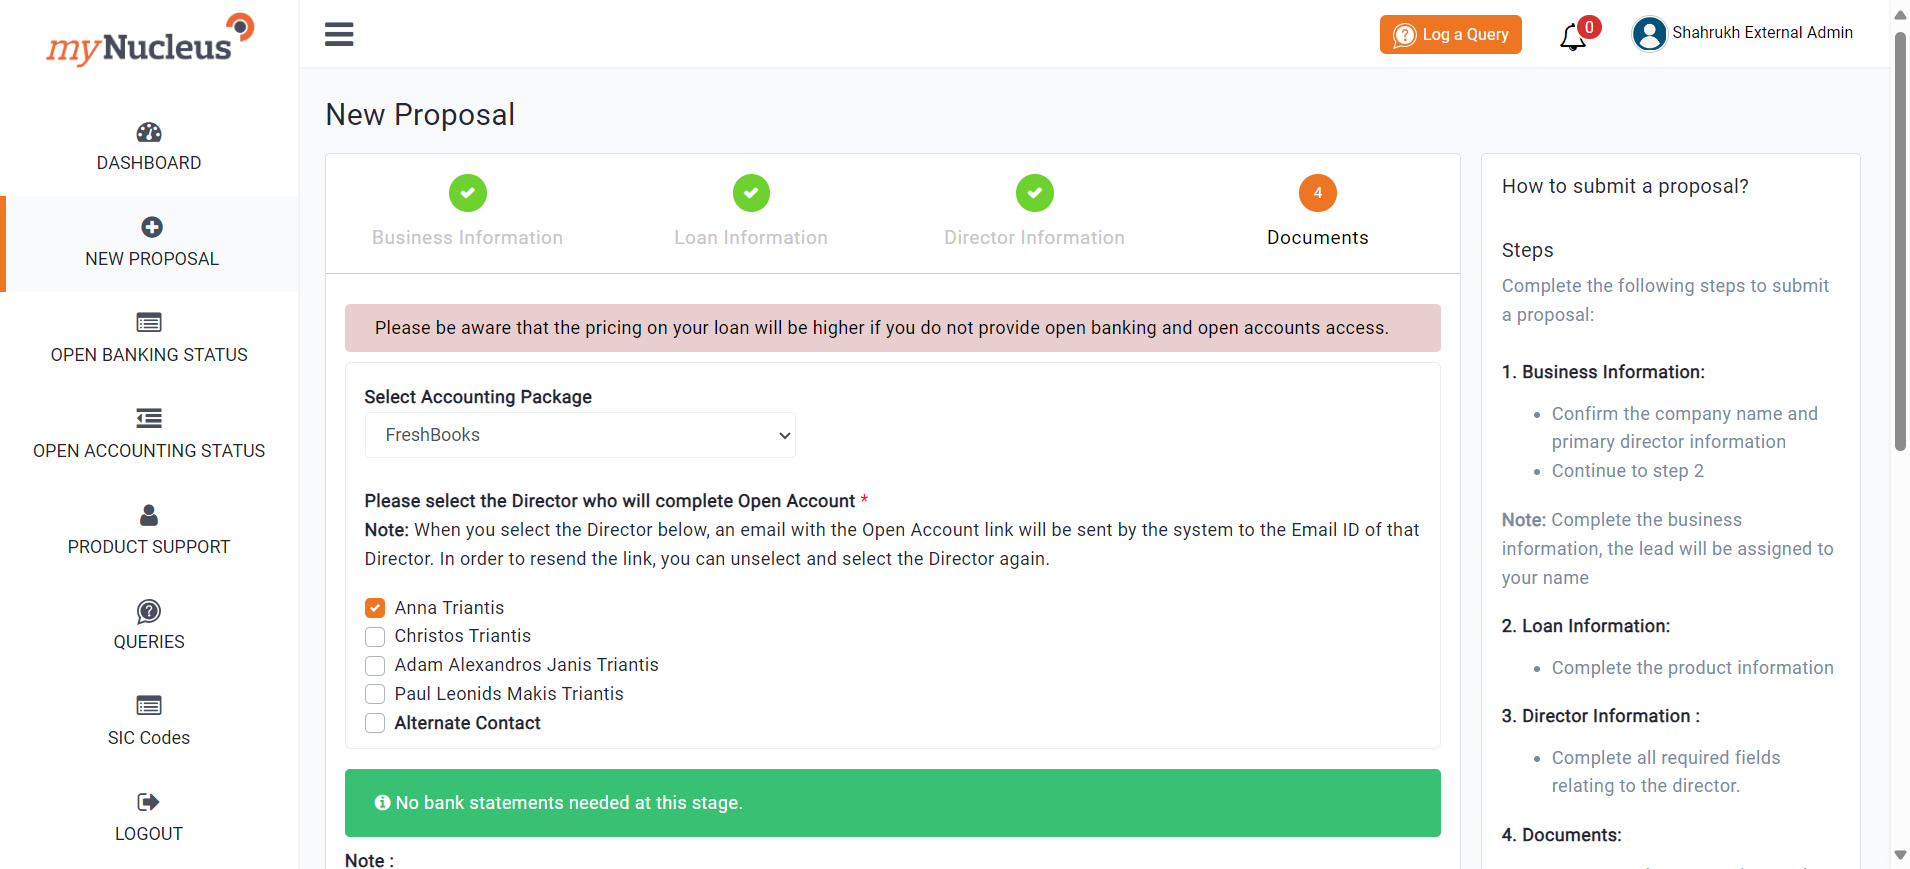 myNucleus
DASHBOARD
NEW PROPOSAL
OPEN BANKING STATUS
OPEN ACCOUNTING STATUS
PRODUCT SUPPORT
QUERIES
SIC Codes
LOGOUT
Log a Query
0
Shahrukh External Admin
New Proposal
4
Business Information
Loan Information
Director Information
Documents
Please be aware that the pricing on your loan will be higher if you do not provide open banking and open accounts access.
Select Accounting Package
FreshBooks
Please select the Director who will complete Open Account *
Note: When you select the Director below, an email with the Open Account link will be sent by the system to the Email ID of that
Director. In order to resend the link, you can unselect and select the Director again.
Anna Triantis
Christos Triantis
Adam Alexandros Janis Triantis
Paul Leonids Makis Triantis
Alternate Contact
No bank statements needed at this stage.
Note :
How to submit a proposal?
Steps
Complete the following steps to submit
a proposal:
1. Business Information:
Confirm the company name and
primary director information
Continue to step 2
Note: Complete the business
information, the lead will be assigned to
your name
2. Loan Information:
Complete the product information
3. Director Information :
Complete all required fields
relating to the director.
4. Documents: